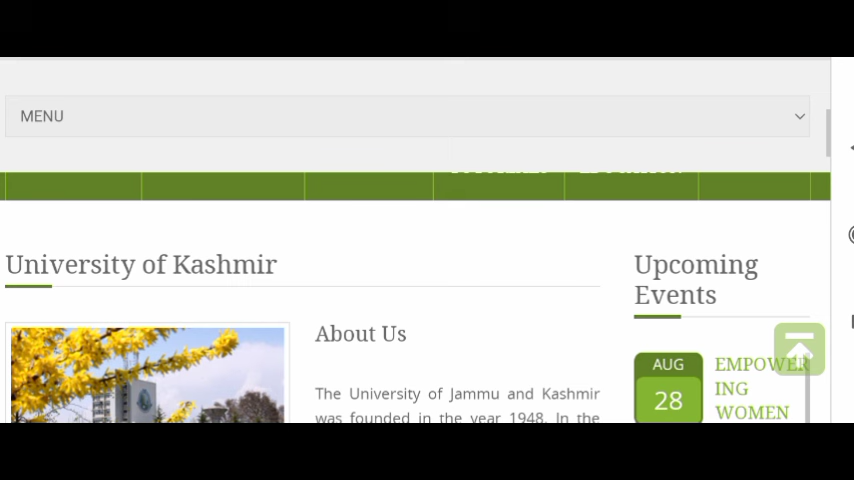 MENU
University of Kashmir
Upcoming
Events
About Us
The University of Jammu and Kashmir
was founded in the year 1948. In the
AUG
28
EMPOWER
ING
WOMEN